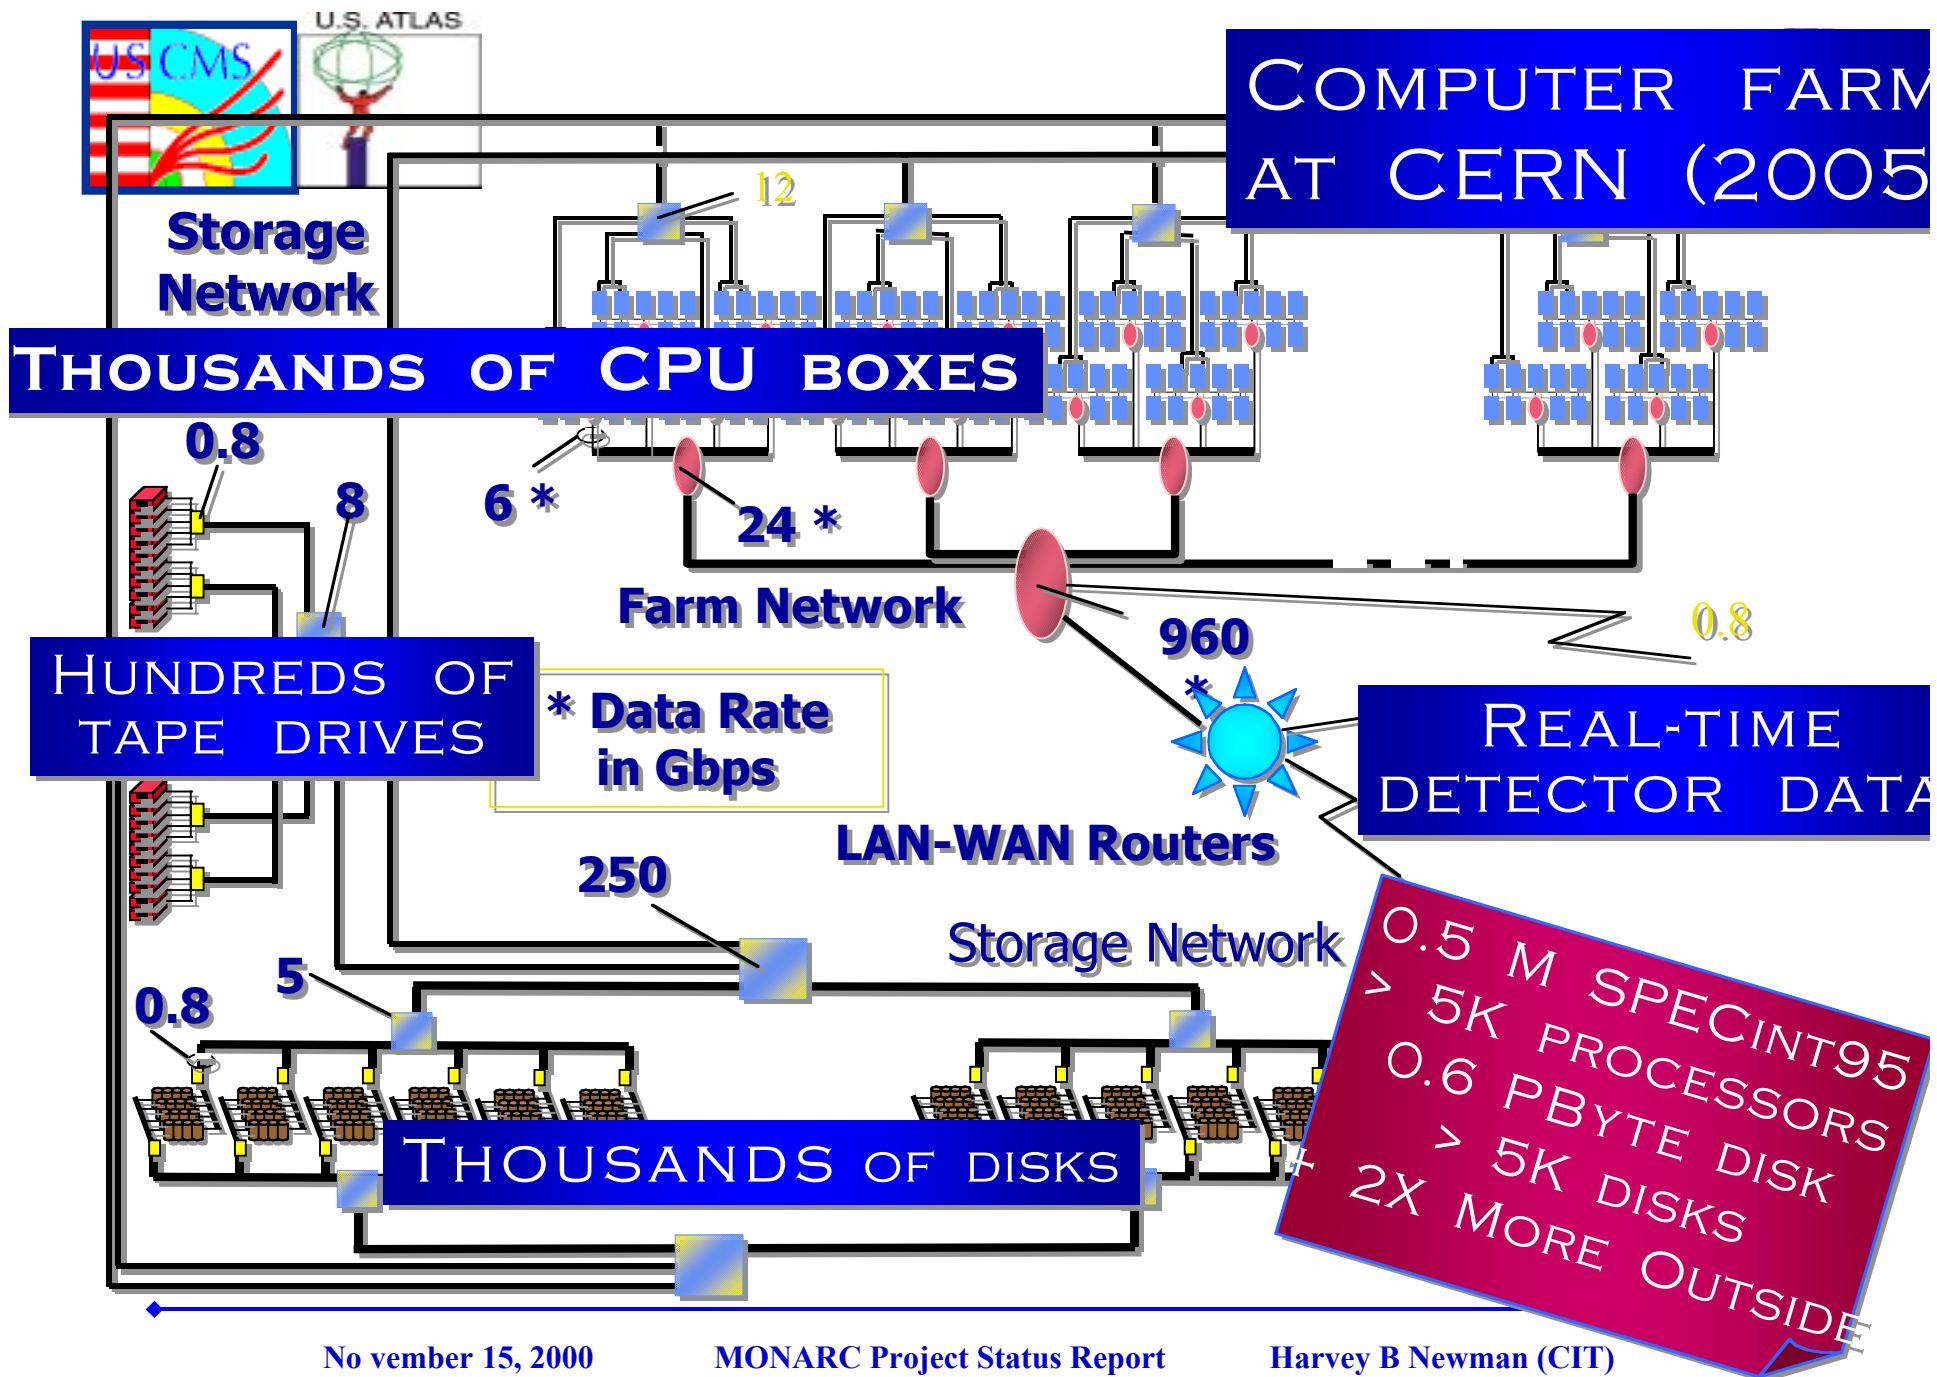 U.S. ATLAS
US CMS
COMPUTER FARM
AT CERN (2005
12
Storage
Network
THOUSANDS OF CPU BOXES
0.8
8
6 *
24 *
Farm Network
960
*
0.8
HUNDREDS OF
TAPE DRIVES
* Data Rate
in Gbps
REAL-TIME
DETECTOR DATA
LAN-WAN Routers
250
Storage Network
5
0.8
0.5 M SPECINT95
> 5K PROCESSORS
0.6 PBYTE DISK
> 5K DISKS
+ 2X MORE OUTSIDE
THOUSANDS OF DISKS
No vember 15, 2000
MONARC Project Status Report
Harvey B Newman (CIT)